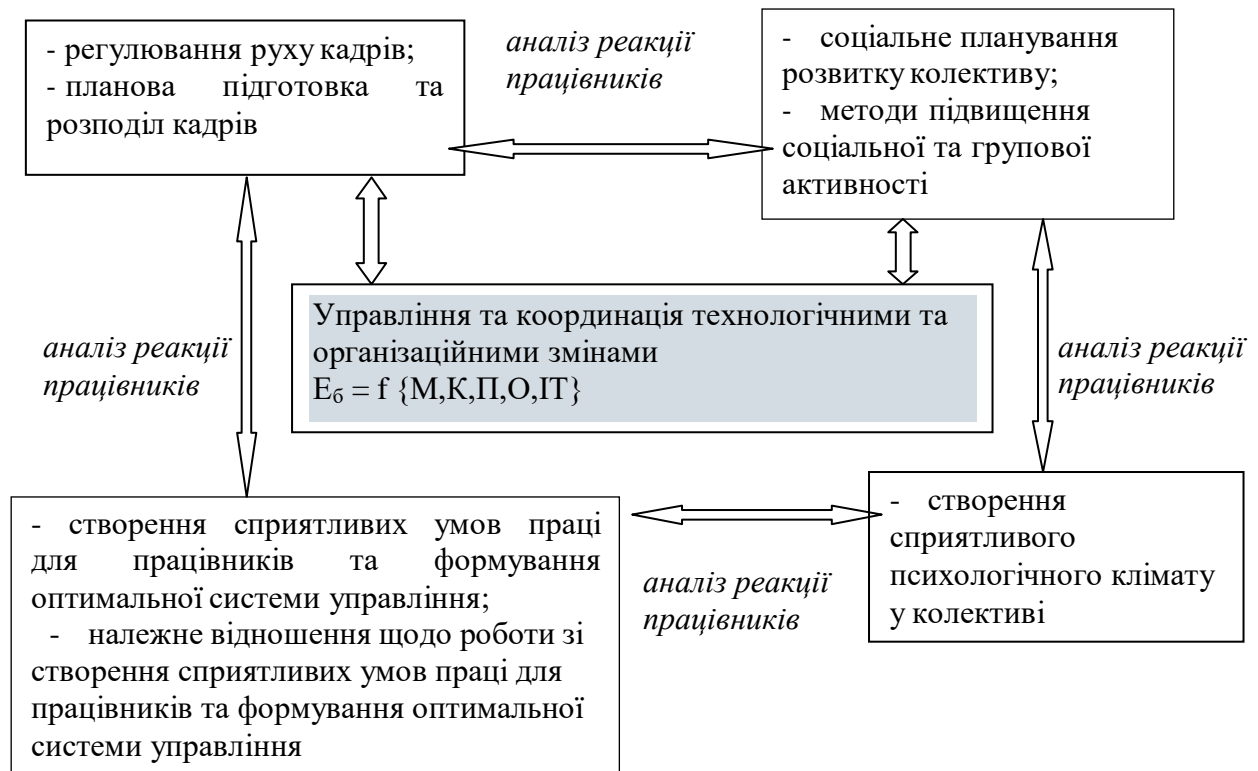 - регулювання руху кадрів;
- планова підготовка та
розподіл кадрів
аналіз реакції
працівників
- соціальне планування
розвитку колективу;
- методи підвищення
соціальної та групової
активності
аналіз реакції
працівників
Управління та координація технологічними та
організаційними змінами
Eб = f {М,К,П,О,ІТ}
аналіз реакції
працівників
- створення сприятливих умов праці
для працівників та формування
оптимальної системи управління;
- належне відношення щодо роботи зі
створення сприятливих умов праці для
працівників та формування оптимальної
системи управління
аналіз реакції
працівників
- створення
сприятливого
психологічного клімату
у колективі